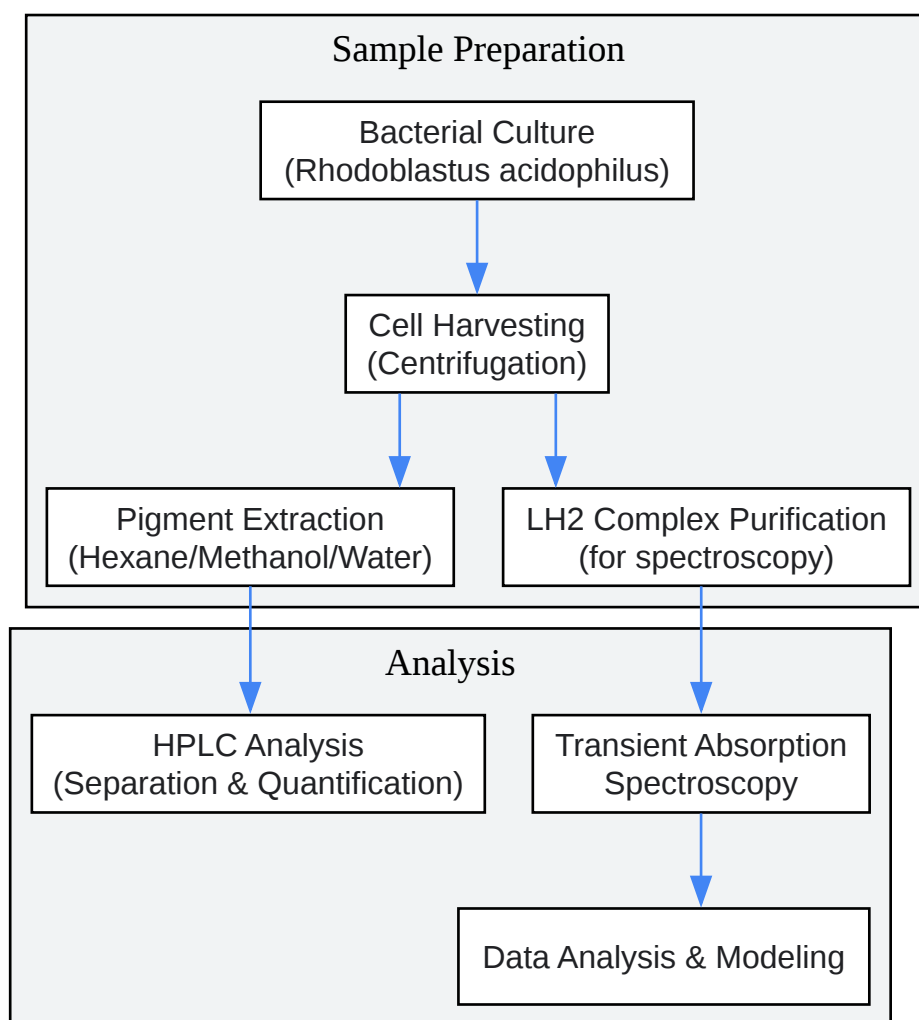 Sample Preparation
Bacterial Culture
(Rhodoblastus acidophilus)
Cell Harvesting
(Centrifugation)
Pigment Extraction
(Hexane/Methanol/Water)
LH2 Complex Purification
(for spectroscopy)
Analysis
HPLC Analysis
(Separation & Quantification)
Transient Absorption
Spectroscopy
Data Analysis & Modeling